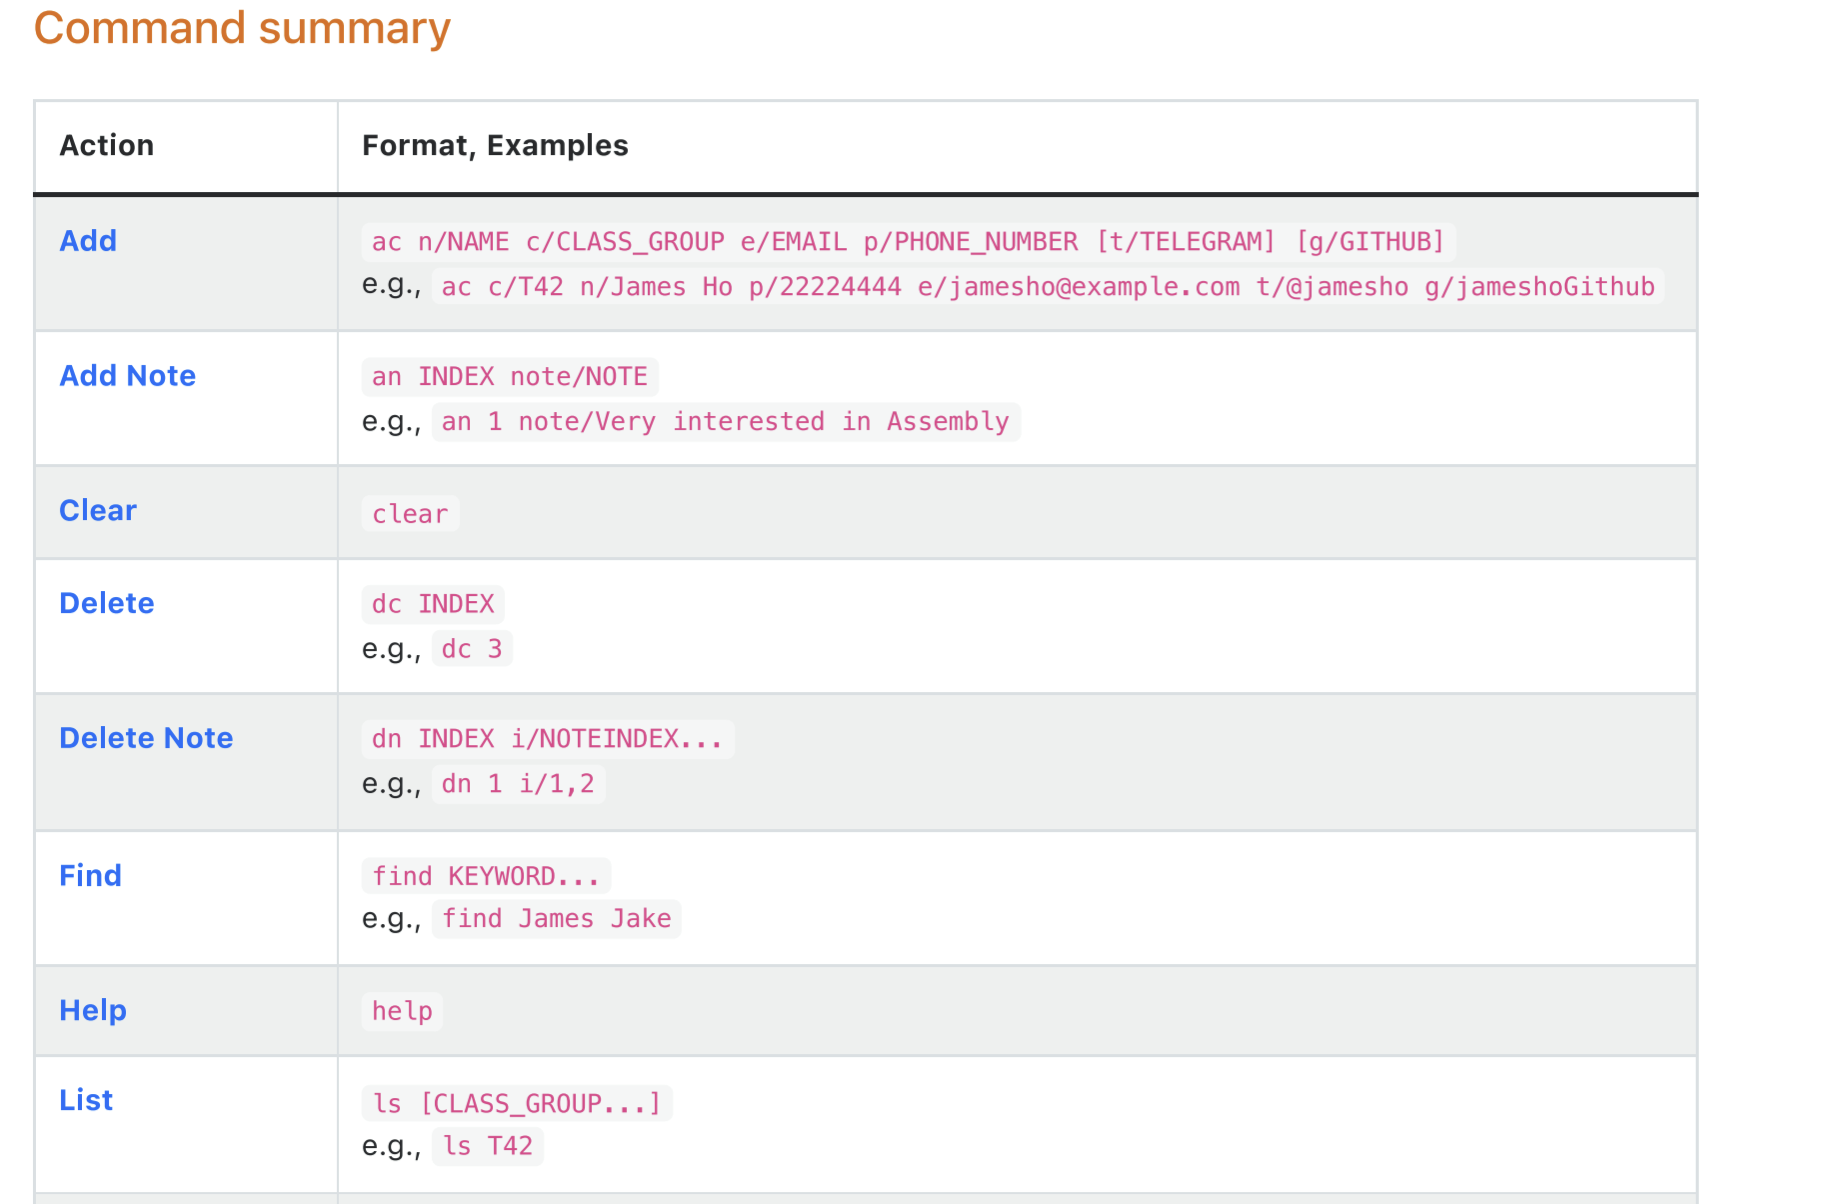 Command summary
Action
Format, Examples
Add
ac n/NAME c/CLASS_GROUP e/EMAIL p/PHONE_NUMBER [t/TELEGRAM] [g/GITHUB]
e.g., ac c/T42 n/James Ho p/22224444 e/jamesho@example.com t/@jamesho g/jameshoGithub
Add Note
an INDEX note/NOTE
e.g., an 1 note/Very interested in Assembly
Clear
clear
Delete
dc INDEX
e.g., dc 3
Delete Note
dn INDEX i/NOTEINDEX...
e.g., dn 1 i/1,2
Find
find KEYWORD...
e.g., find James Jake
Help
help
List
ls [CLASS_GROUP...]
e.g., ls T42